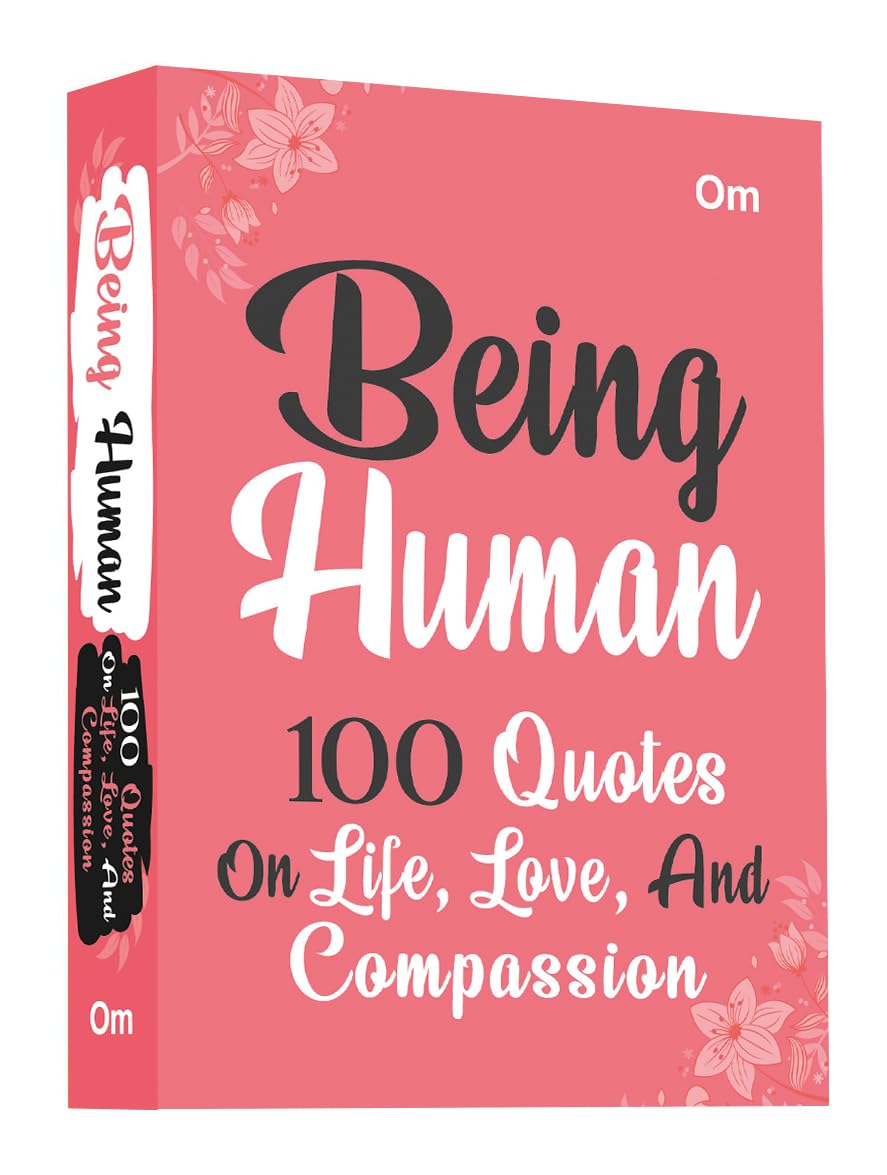 Om
Being
Human
100 Quotes
On Life, Love, And
Compassion
Being Human
100 Quotes
On Life, Love, And
Compassion
Om